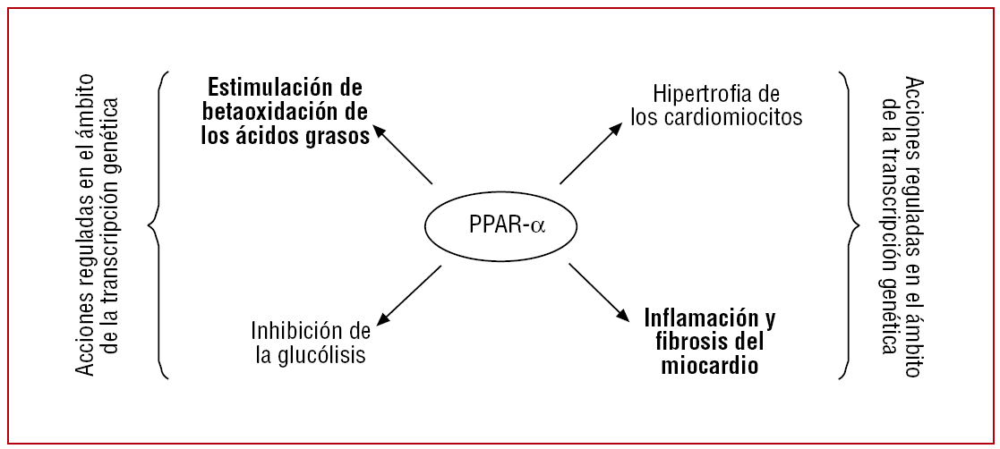 Acciones reguladas en el ámbito
de la transcripción genética
Estimulación de
betaoxidación de
los ácidos grasos
Inhibición de
la glucólisis
PPAR-α
Hipertrofia de
los cardiomiocitos
Inflamación y
fibrosis del
miocardio
Acciones reguladas en el ámbito
de la transcripción genética